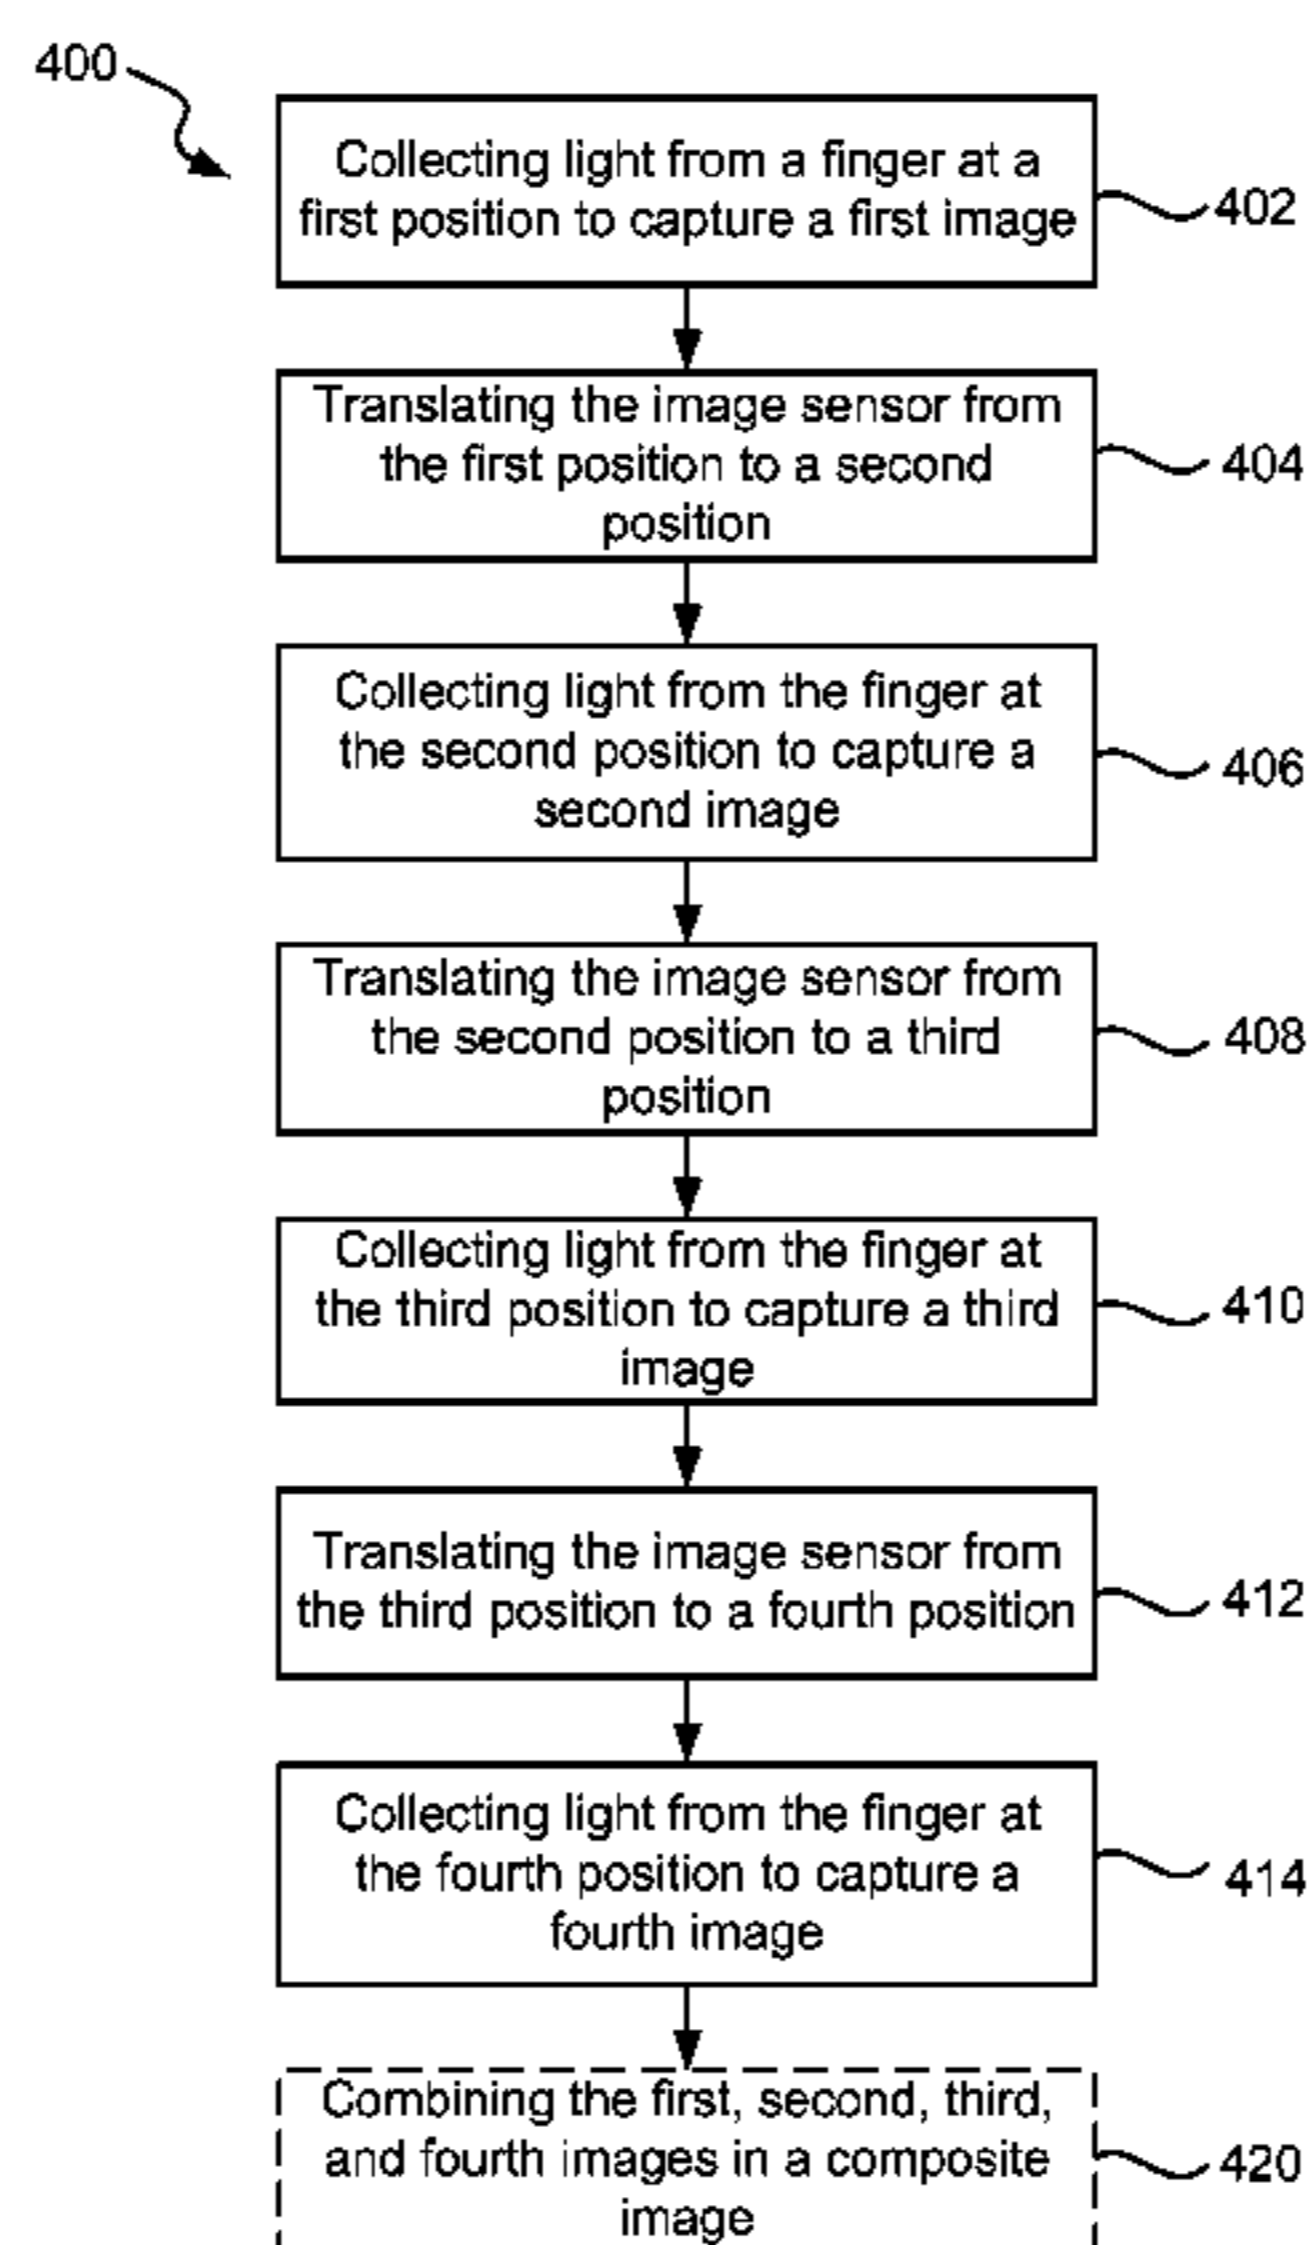 400
Collecting light from a finger at a
first position to capture a first image
402
Translating the image sensor from
the first position to a second
position
404
Collecting light from the finger at
the second position to capture a
second image
406
Translating the image sensor from
the second position to a third
position
408
Collecting light from the finger at
the third position to capture a third
image
410
Translating the image sensor from
the third position to a fourth position
412
Collecting light from the finger at
the fourth position to capture a
fourth image
414
Combining the first, second, third,
and fourth images in a composite
image
420